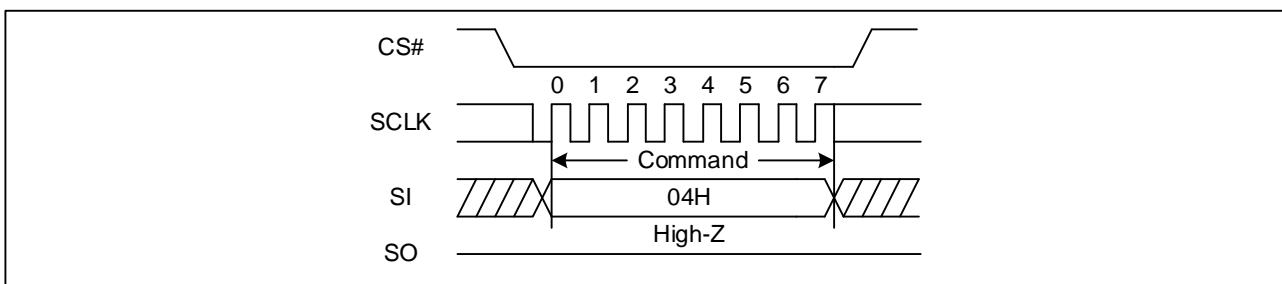 CS#
0 1 2 3 4 5 6 7
SCLK
Command
SI 04H
High-Z
SO